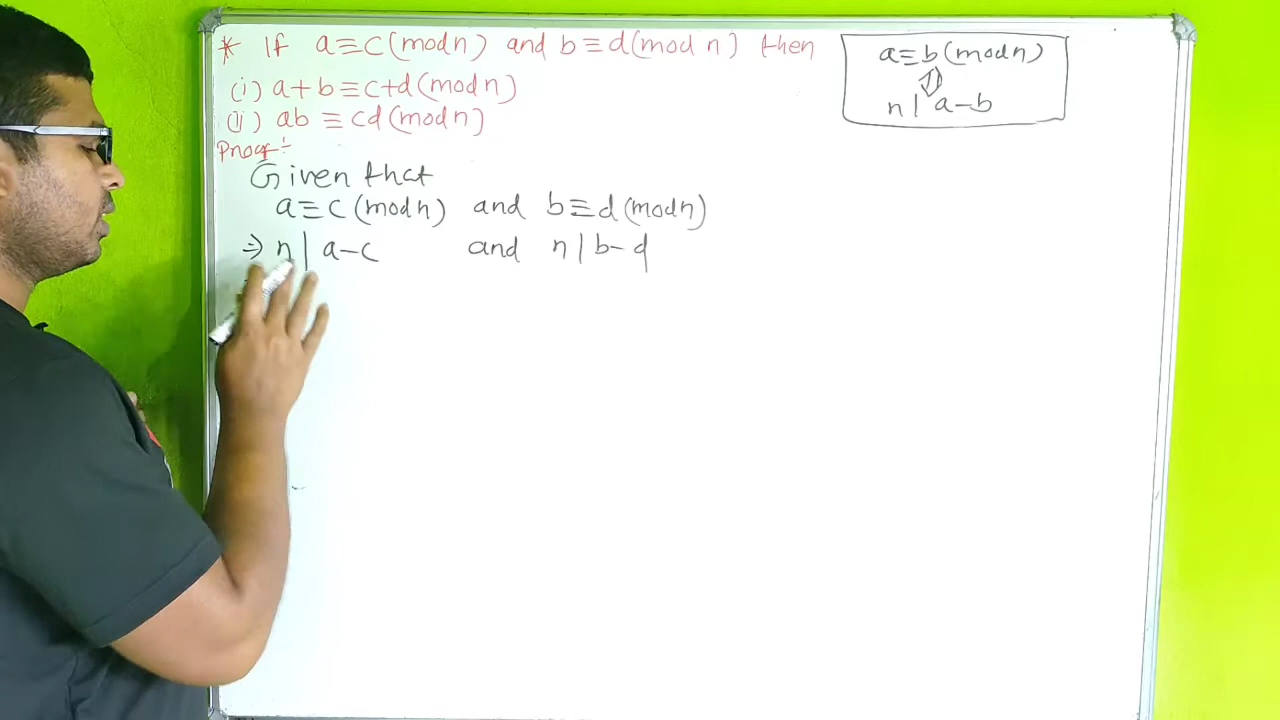 * If a≡c(mod n) and b≡d(mod n) then
(i) a+b≡c+d(mod n)
(ii) ab≡cd(mod n)
Proof:
Given that
a≡c(mod n) and b≡d(mod n)
⇒ n|a-c and n|b-d
a≡b(mod n)
⇕
n|a-b